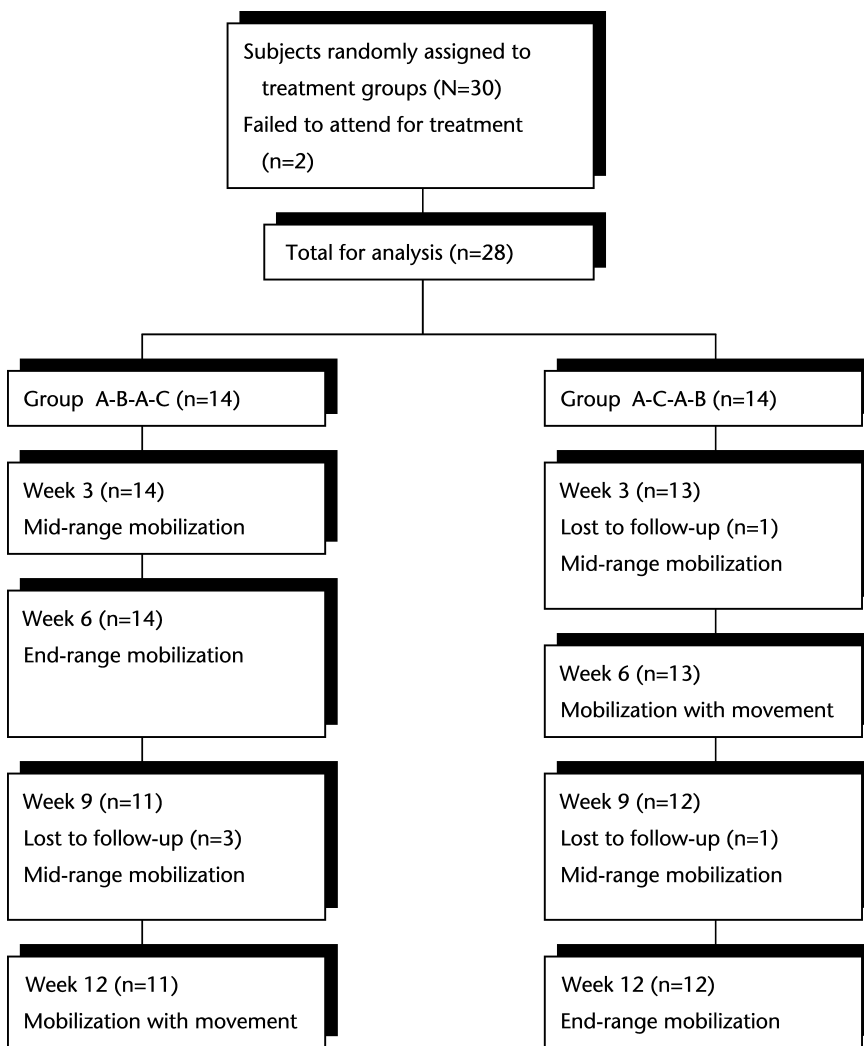 Subjects randomly assigned to
treatment groups (N=30)
Failed to attend for treatment
(n=2)
Total for analysis (n=28)
Group A-B-A-C (n=14)
Week 3 (n=14)
Mid-range mobilization
Week 6 (n=14)
End-range mobilization
Week 9 (n=11)
Lost to follow-up (n=3)
Mid-range mobilization
Week 12 (n=11)
Mobilization with movement
Group A-C-A-B (n=14)
Week 3 (n=13)
Lost to follow-up (n=1)
Mid-range mobilization
Week 6 (n=13)
Mobilization with movement
Week 9 (n=12)
Lost to follow-up (n=1)
Mid-range mobilization
Week 12 (n=12)
End-range mobilization